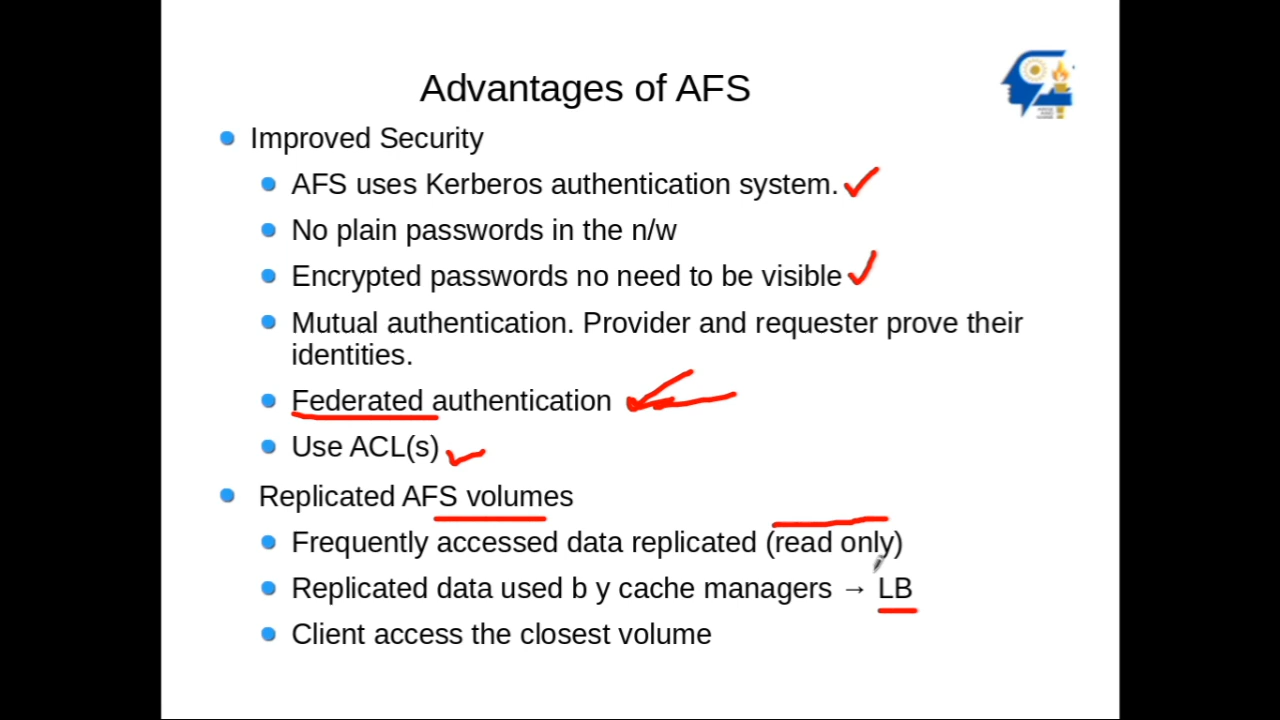 Advantages of AFS
Improved Security
AFS uses Kerberos authentication system.
No plain passwords in the n/w
Encrypted passwords no need to be visible
Mutual authentication. Provider and requester prove their
identities.
Federated authentication
Use ACL(s)
Replicated AFS volumes
Frequently accessed data replicated (read only)
Replicated data used b y cache managers → LB
Client access the closest volume